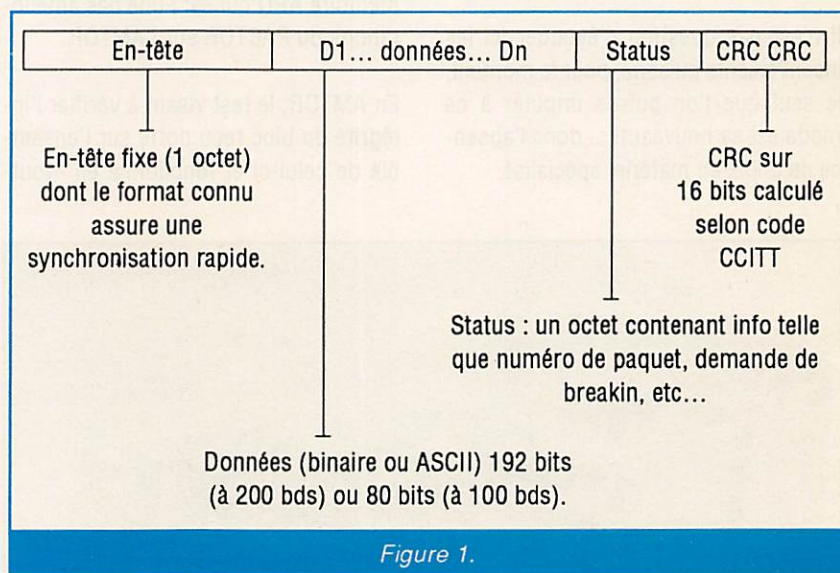 En-tête D1... données... Dn Status CRC CRC
En-tête fixe (1 octet)
dont le format connu
assure une
synchronisation rapide.
CRC sur
16 bits calculé
selon code
CCITT
Status : un octet contenant info telle
que numéro de paquet, demande de
breakin, etc...
Données (binaire ou ASCII) 192 bits
(à 200 bds) ou 80 bits (à 100 bds).
Figure 1.